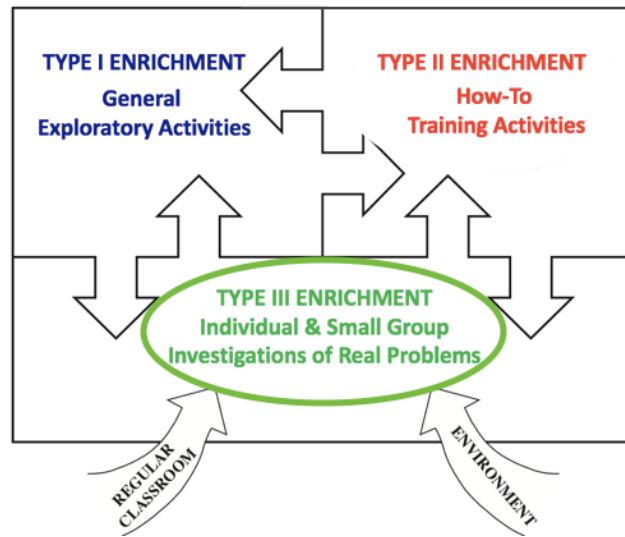 TYPE I ENRICHMENT
General
Exploratory Activities
TYPE II ENRICHMENT
How-To
Training Activities
TYPE III ENRICHMENT
Individual & Small Group
Investigations of Real Problems
REGULAR
CLASSROOM
ENVIRONMENT